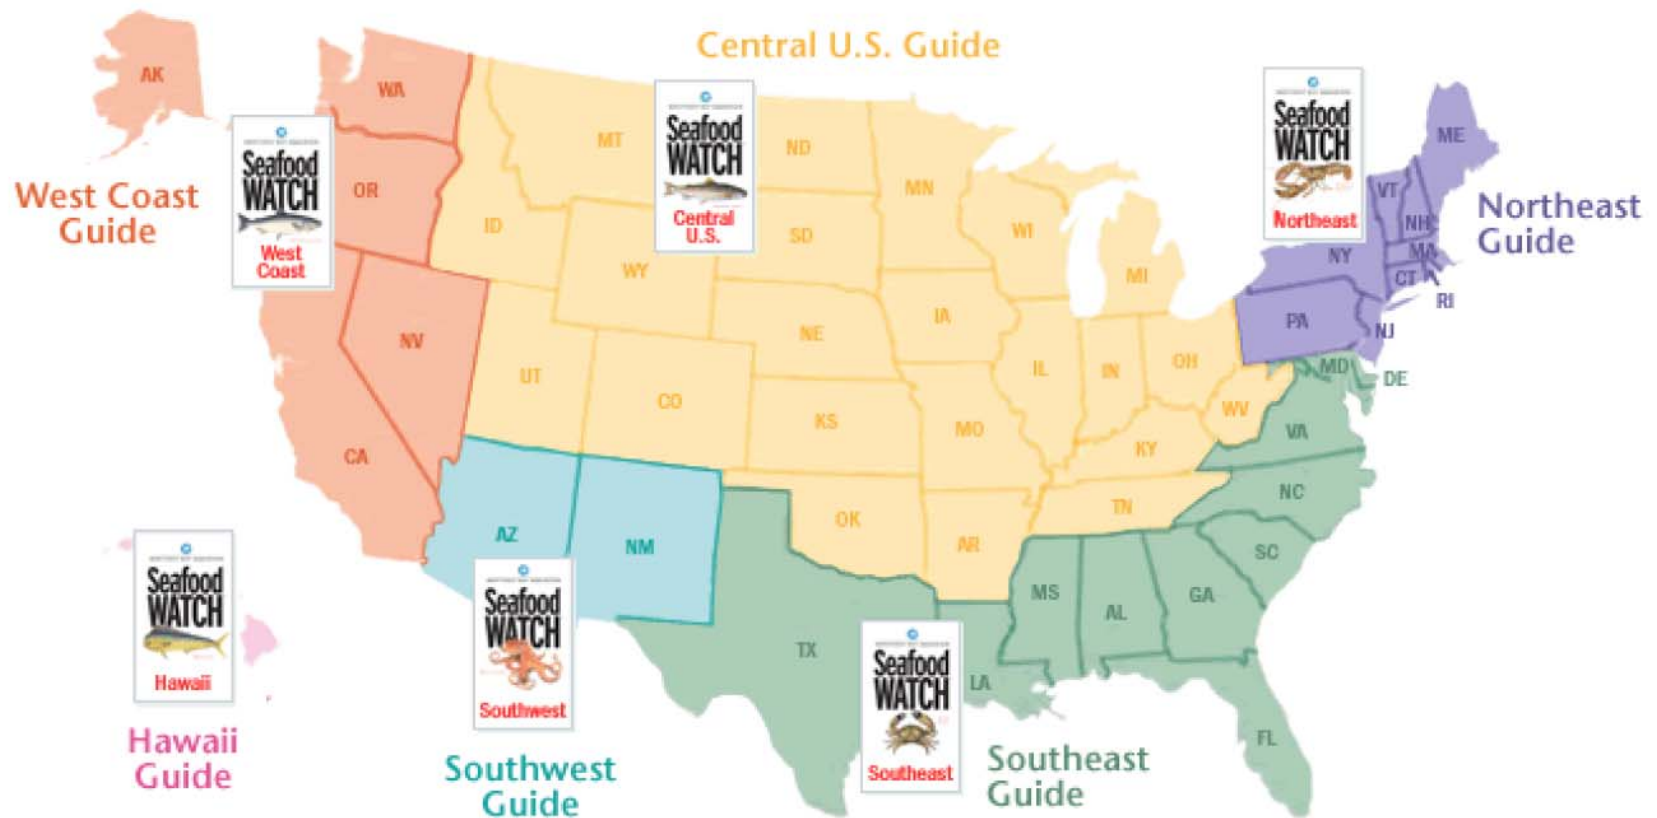 Central U.S. Guide
AK
WA
MT
ND
MN
ME
Seafood
WATCH
West
Coast
Seafood
WATCH
Central
U.S.
Seafood
WATCH
Northeast
West Coast
Guide
OR
ID
WY
SD
WI
MI
VT
NH
NY
MA
CT
RI
Northeast
Guide
NV
UT
CO
NE
IA
IL
IN
OH
PA
NJ
MD
DE
CA
KS
MO
KY
WV
VA
AZ
NM
OK
AR
TN
NC
SC
MS
AL
GA
TX
LA
FL
Seafood
WATCH
Hawaii
Seafood
WATCH
Southwest
Seafood
WATCH
Southeast
Hawaii
Guide
Southwest
Guide
Southeast
Guide